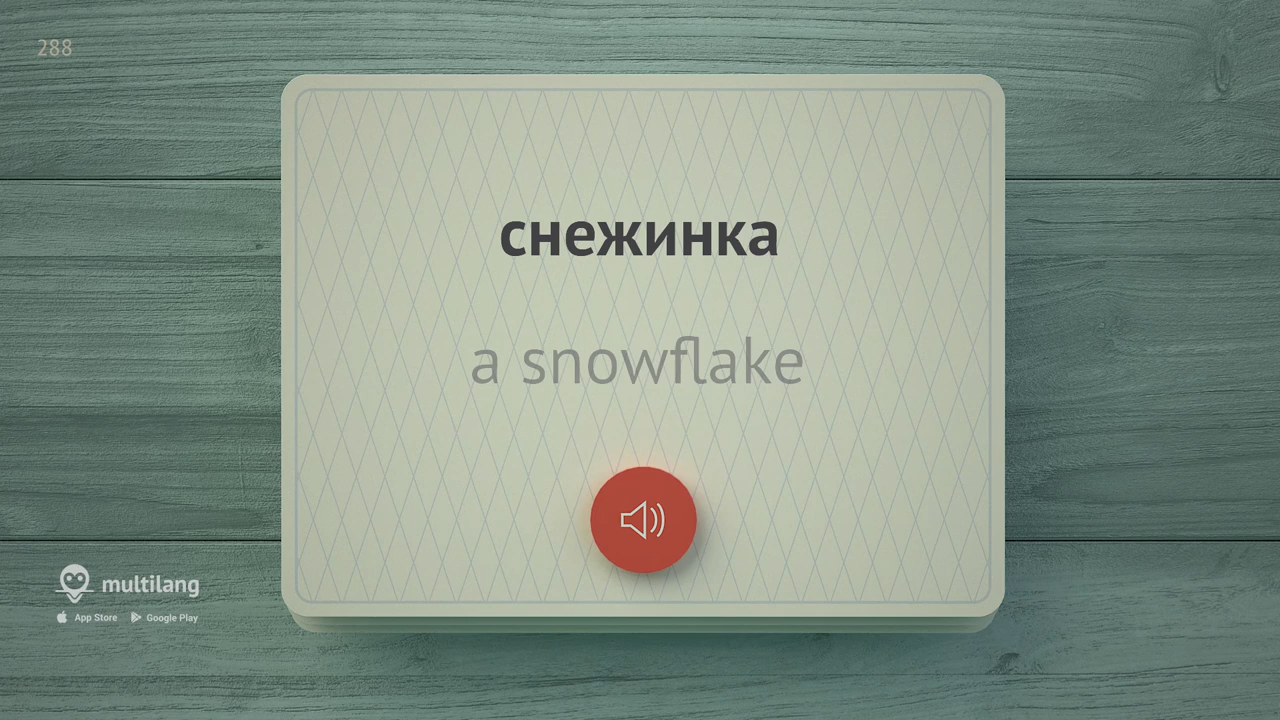 288
снежинка
a snowflake
multilang
App Store Google Play